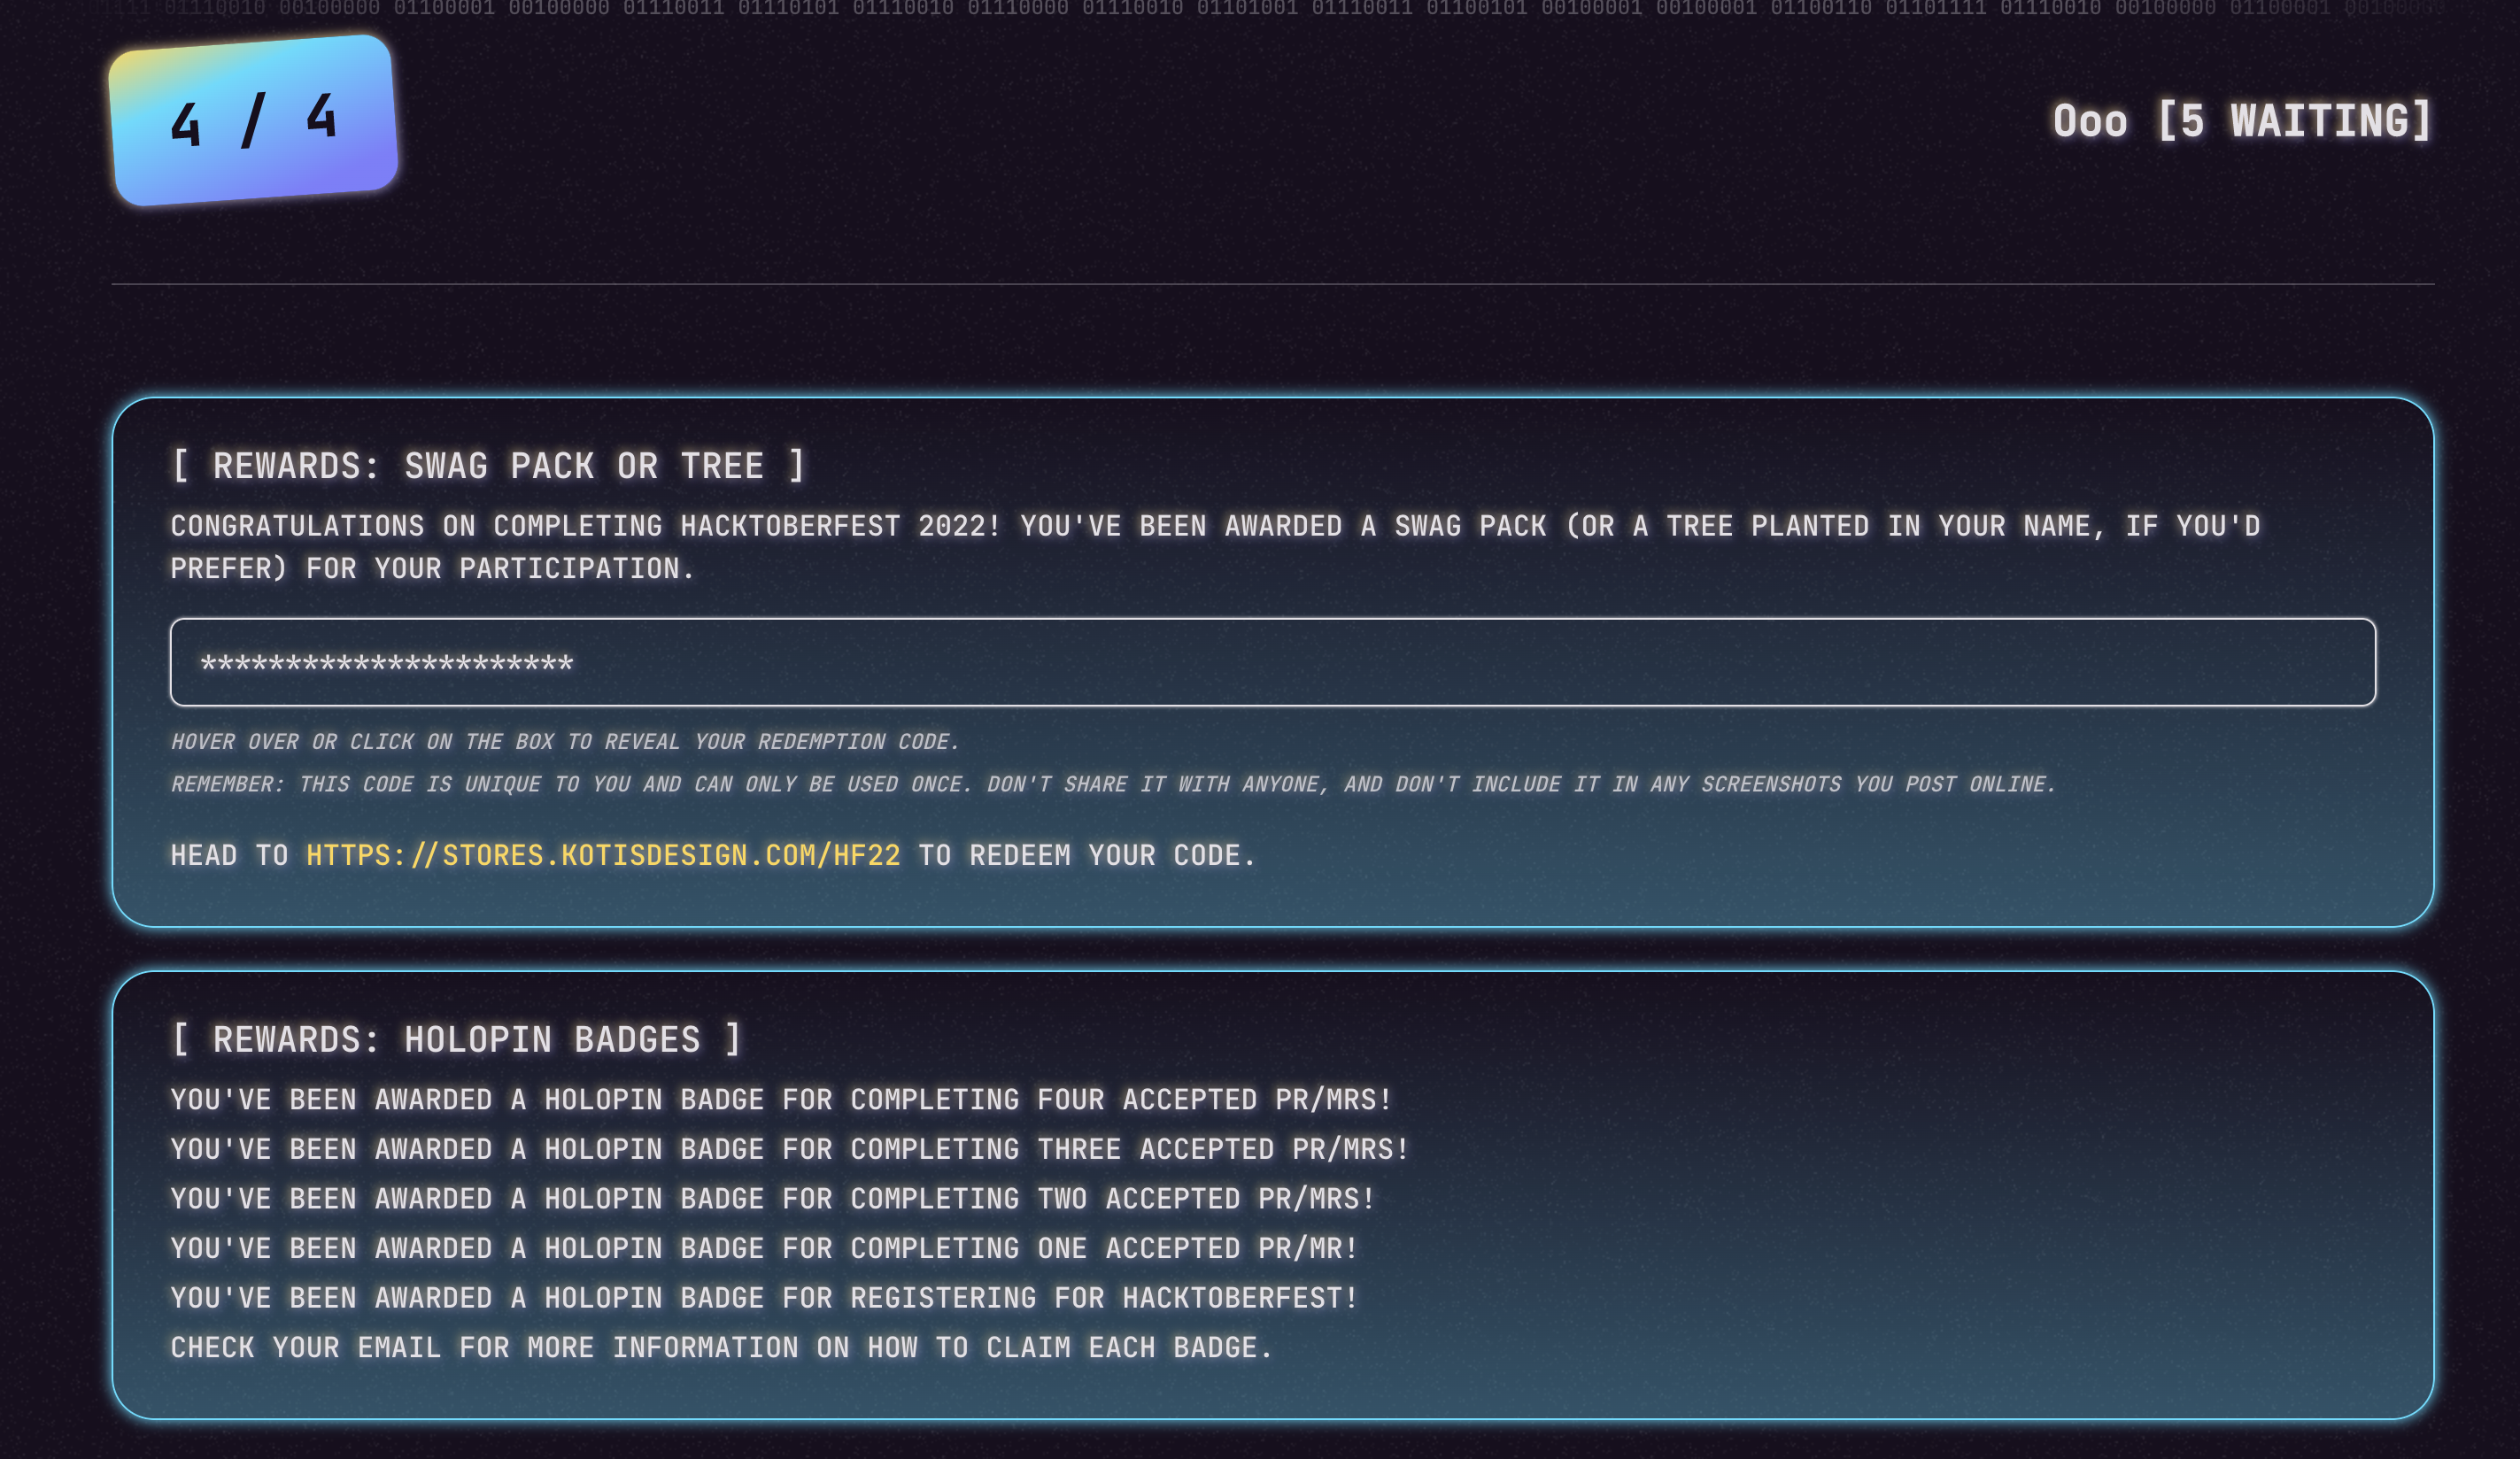 01110010 00100000 01100001 00100000 01110011 01110101 01110010 01110000 01110010 01101001 01110011 01100101 00100001 00100001 01100110 01101111 01110010 00100000 01100001
4 / 4
Ooo [5 WAITING]
[ REWARDS: SWAG PACK OR TREE ]
CONGRATULATIONS ON COMPLETING HACKTOBERFEST 2022! YOU'VE BEEN AWARDED A SWAG PACK (OR A TREE PLANTED IN YOUR NAME, IF YOU'D
PREFER) FOR YOUR PARTICIPATION.
**********************
HOVER OVER OR CLICK ON THE BOX TO REVEAL YOUR REDEMPTION CODE.
REMEMBER: THIS CODE IS UNIQUE TO YOU AND CAN ONLY BE USED ONCE. DON'T SHARE IT WITH ANYONE, AND DON'T INCLUDE IT IN ANY SCREENSHOTS YOU POST ONLINE.
HEAD TO HTTPS://STORES.KOTISDESIGN.COM/HF22 TO REDEEM YOUR CODE.
[ REWARDS: HOLOPIN BADGES ]
YOU'VE BEEN AWARDED A HOLOPIN BADGE FOR COMPLETING FOUR ACCEPTED PR/MRS!
YOU'VE BEEN AWARDED A HOLOPIN BADGE FOR COMPLETING THREE ACCEPTED PR/MRS!
YOU'VE BEEN AWARDED A HOLOPIN BADGE FOR COMPLETING TWO ACCEPTED PR/MRS!
YOU'VE BEEN AWARDED A HOLOPIN BADGE FOR COMPLETING ONE ACCEPTED PR/MR!
YOU'VE BEEN AWARDED A HOLOPIN BADGE FOR REGISTERING FOR HACKTOBERFEST!
CHECK YOUR EMAIL FOR MORE INFORMATION ON HOW TO CLAIM EACH BADGE.